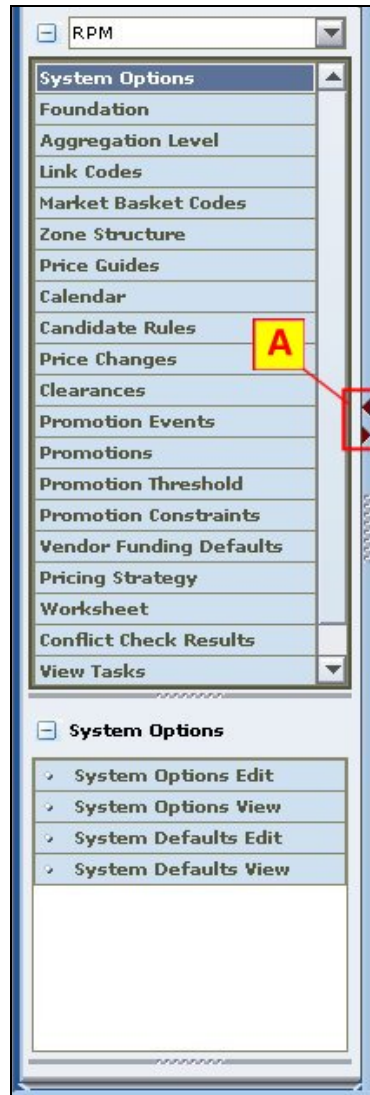 RPM
System Options
Foundation
Aggregation Level
Link Codes
Market Basket Codes
Zone Structure
Price Guides
Calendar
Candidate Rules
A
Price Changes
Clearances
Promotion Events
Promotions
Promotion Threshold
Promotion Constraints
Vendor Funding Defaults
Pricing Strategy
Worksheet
Conflict Check Results
View Tasks
System Options
System Options Edit
System Options View
System Defaults Edit
System Defaults View